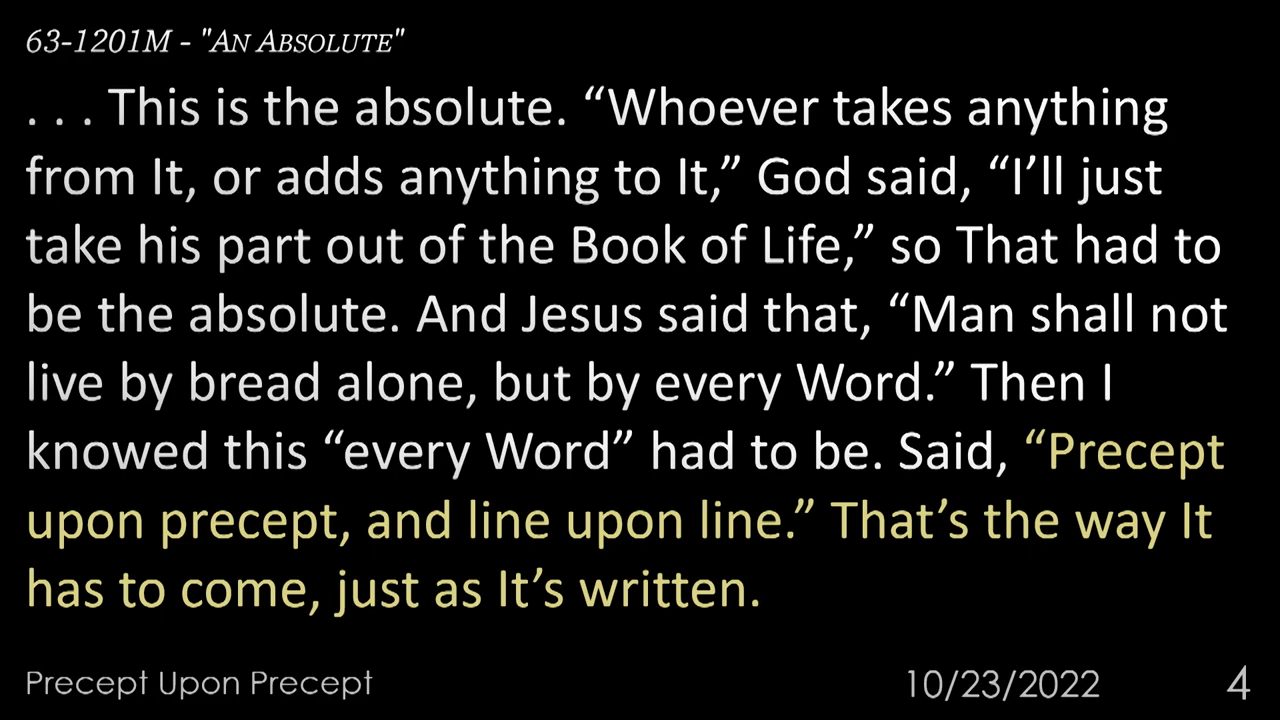 63-1201M - "AN ABSOLUTE"
. . . This is the absolute. “Whoever takes anything
from It, or adds anything to It,” God said, “I’ll just
take his part out of the Book of Life,” so That had to
be the absolute. And Jesus said that, “Man shall not
live by bread alone, but by every Word.” Then I
knowed this “every Word” had to be. Said, “Precept
upon precept, and line upon line.” That’s the way It
has to come, just as It’s written.
Precept Upon Precept 10/23/2022 4